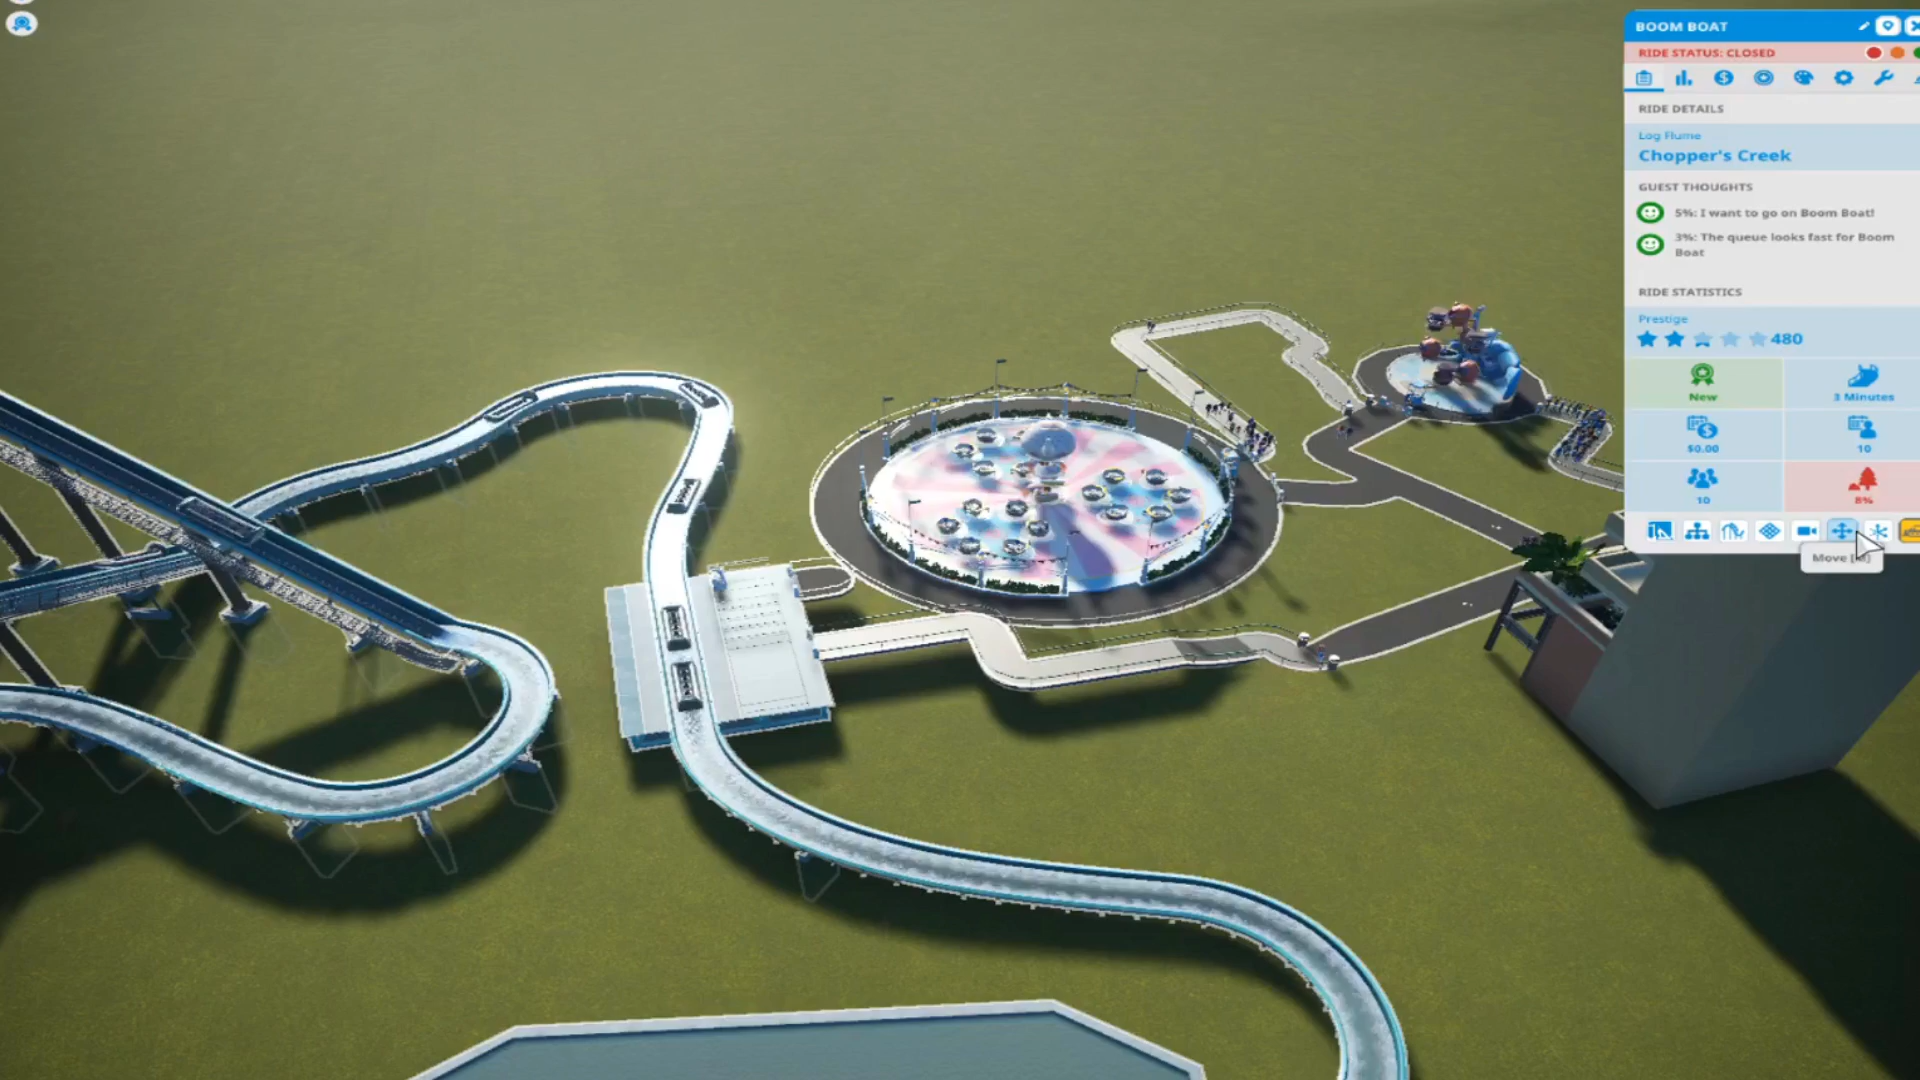 BOOM BOAT
RIDE STATUS: CLOSED
RIDE DETAILS
Log Flume
Chopper's Creek
GUEST THOUGHTS
5%: I want to go on Boom Boat!
3%: The queue looks fast for Boom
Boat
RIDE STATISTICS
Prestige
480
New
3 Minutes
$0.00
10
10
8%
Move